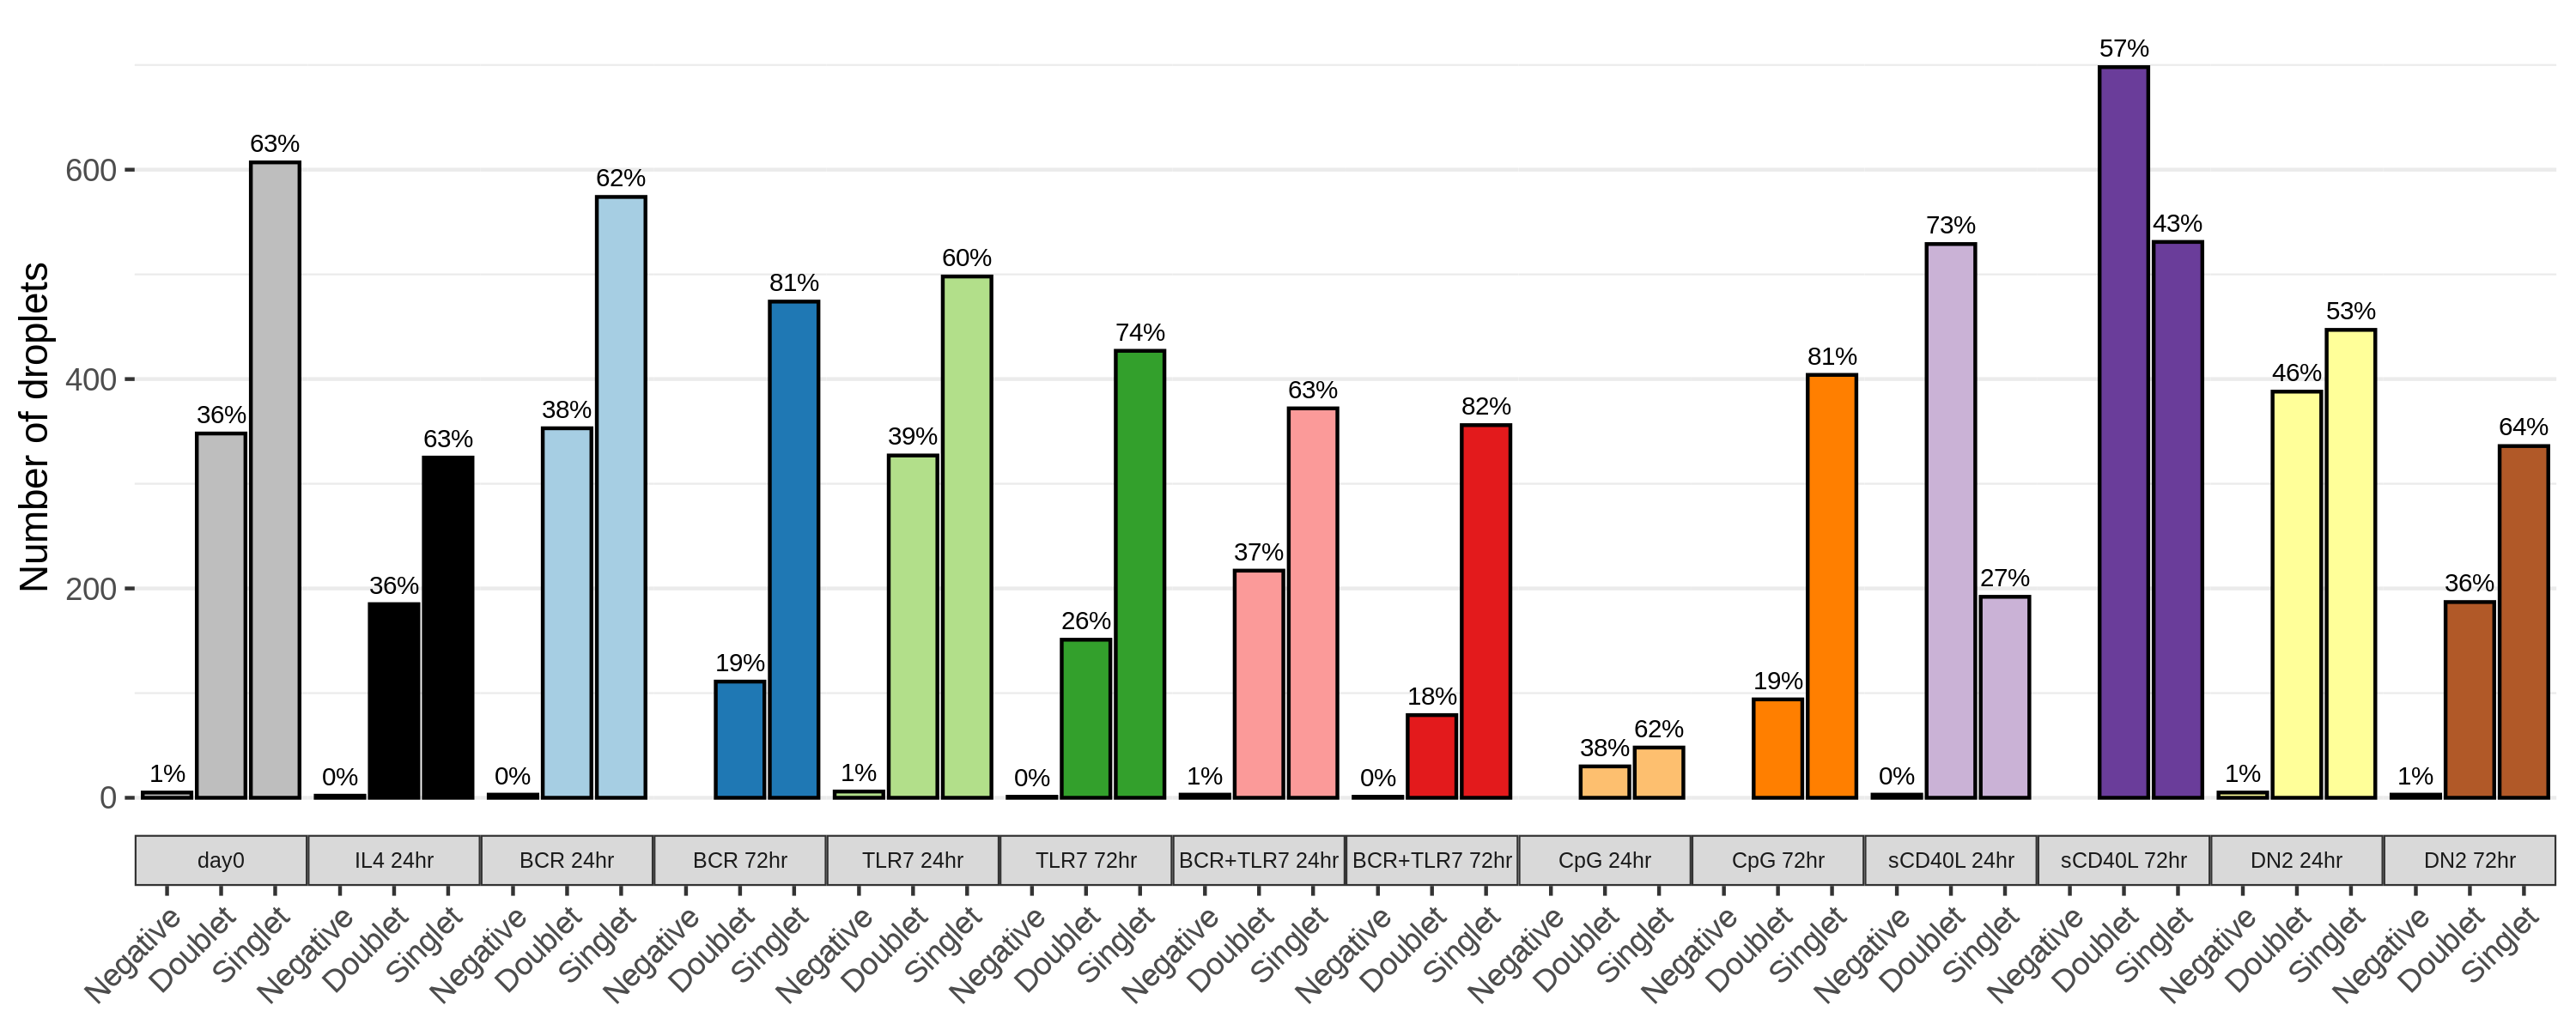 Number of droplets
600
400
200
0
1% 36% 63%
0% 36% 63%
0% 38% 62%
19% 81%
1% 39% 60%
0% 26% 74%
1% 37% 63%
0% 18% 82%
38% 62%
19% 81%
0% 73% 27%
57% 43%
1% 46% 53%
1% 36% 64%
day0 IL4 24hr BCR 24hr BCR 72hr TLR7 24hr TLR7 72hr BCR+TLR7 24hr BCR+TLR7 72hr CpG 24hr CpG 72hr sCD40L 24hr sCD40L 72hr DN2 24hr DN2 72hr
Negative Doublet Singlet Negative Doublet Singlet Negative Doublet Singlet Negative Doublet Singlet Negative Doublet Singlet Negative Doublet Singlet Negative Doublet Singlet Negative Doublet Singlet Negative Doublet Singlet Negative Doublet Singlet Negative Doublet Singlet Negative Doublet Singlet Negative Doublet Singlet Negative Doublet Singlet